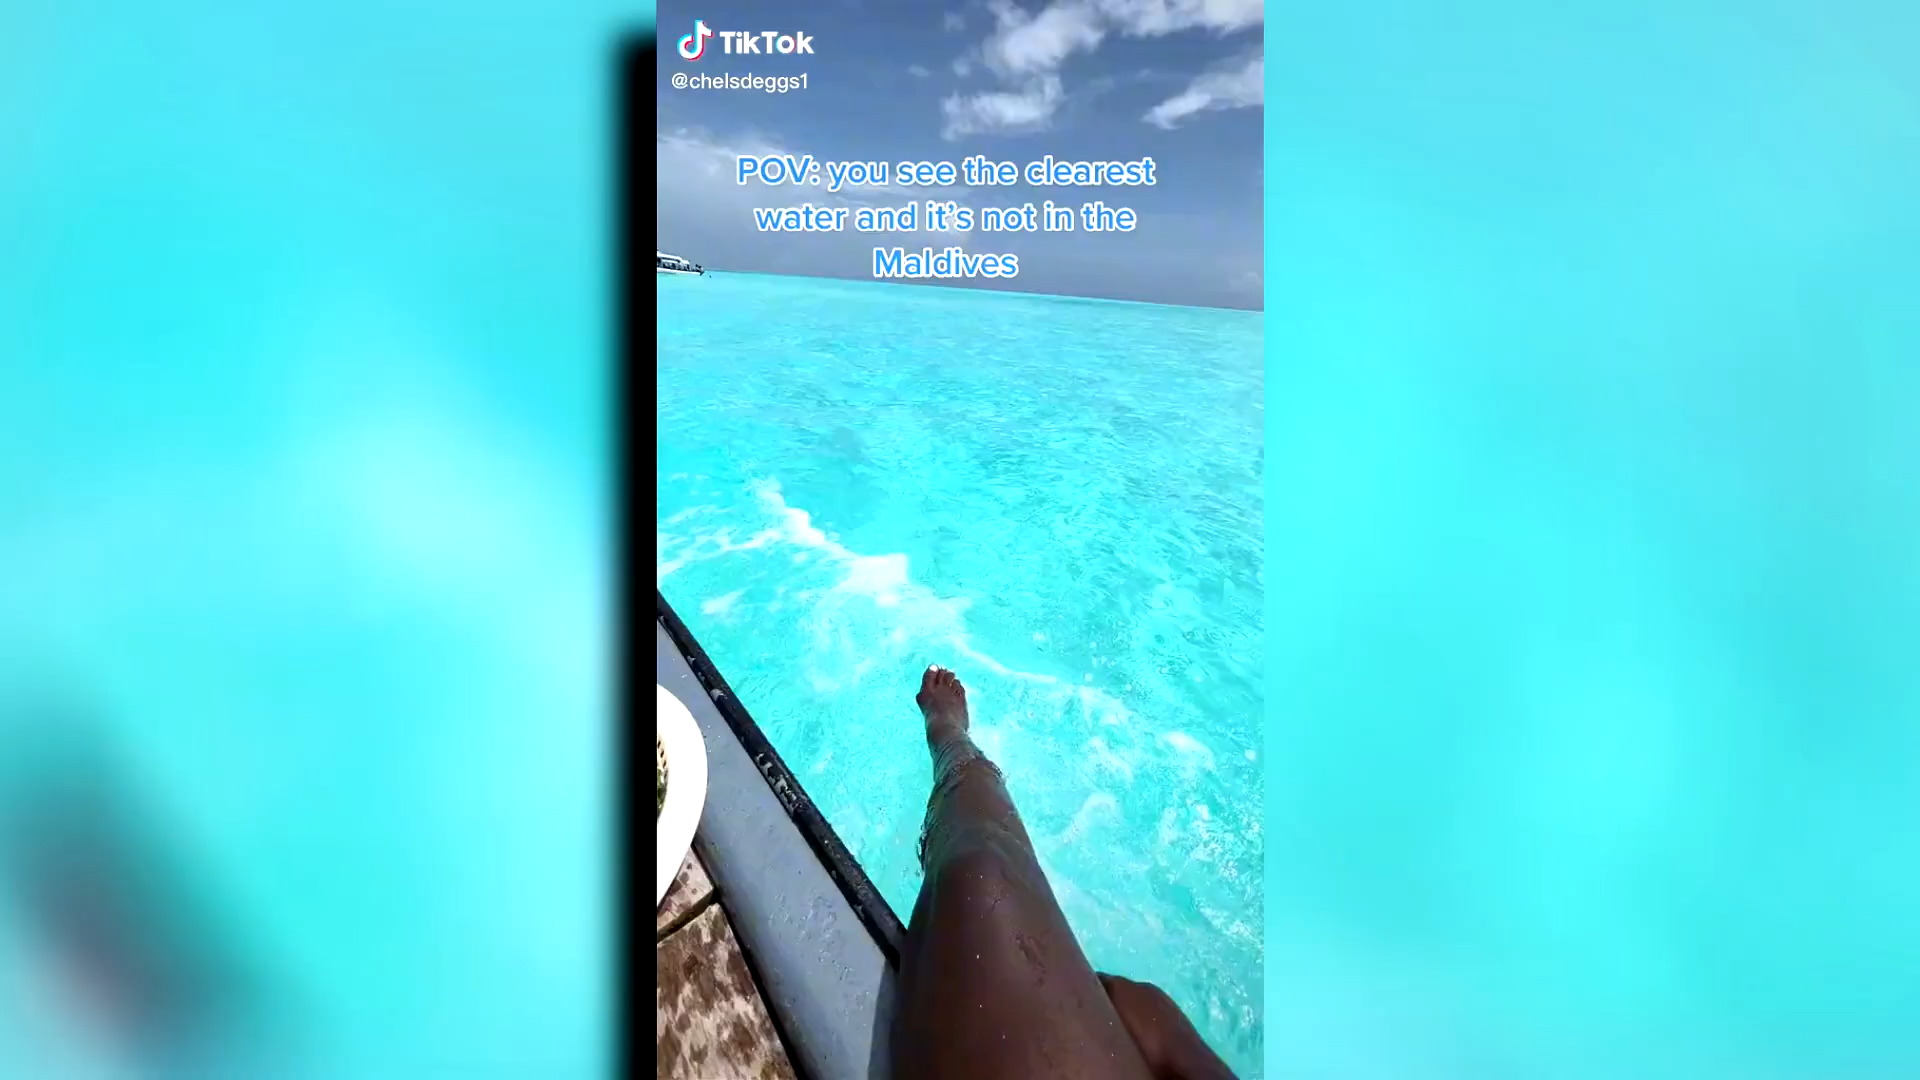 TikTok
@chelsdeggs1
POV: you see the clearest
water and it's not in the
Maldives